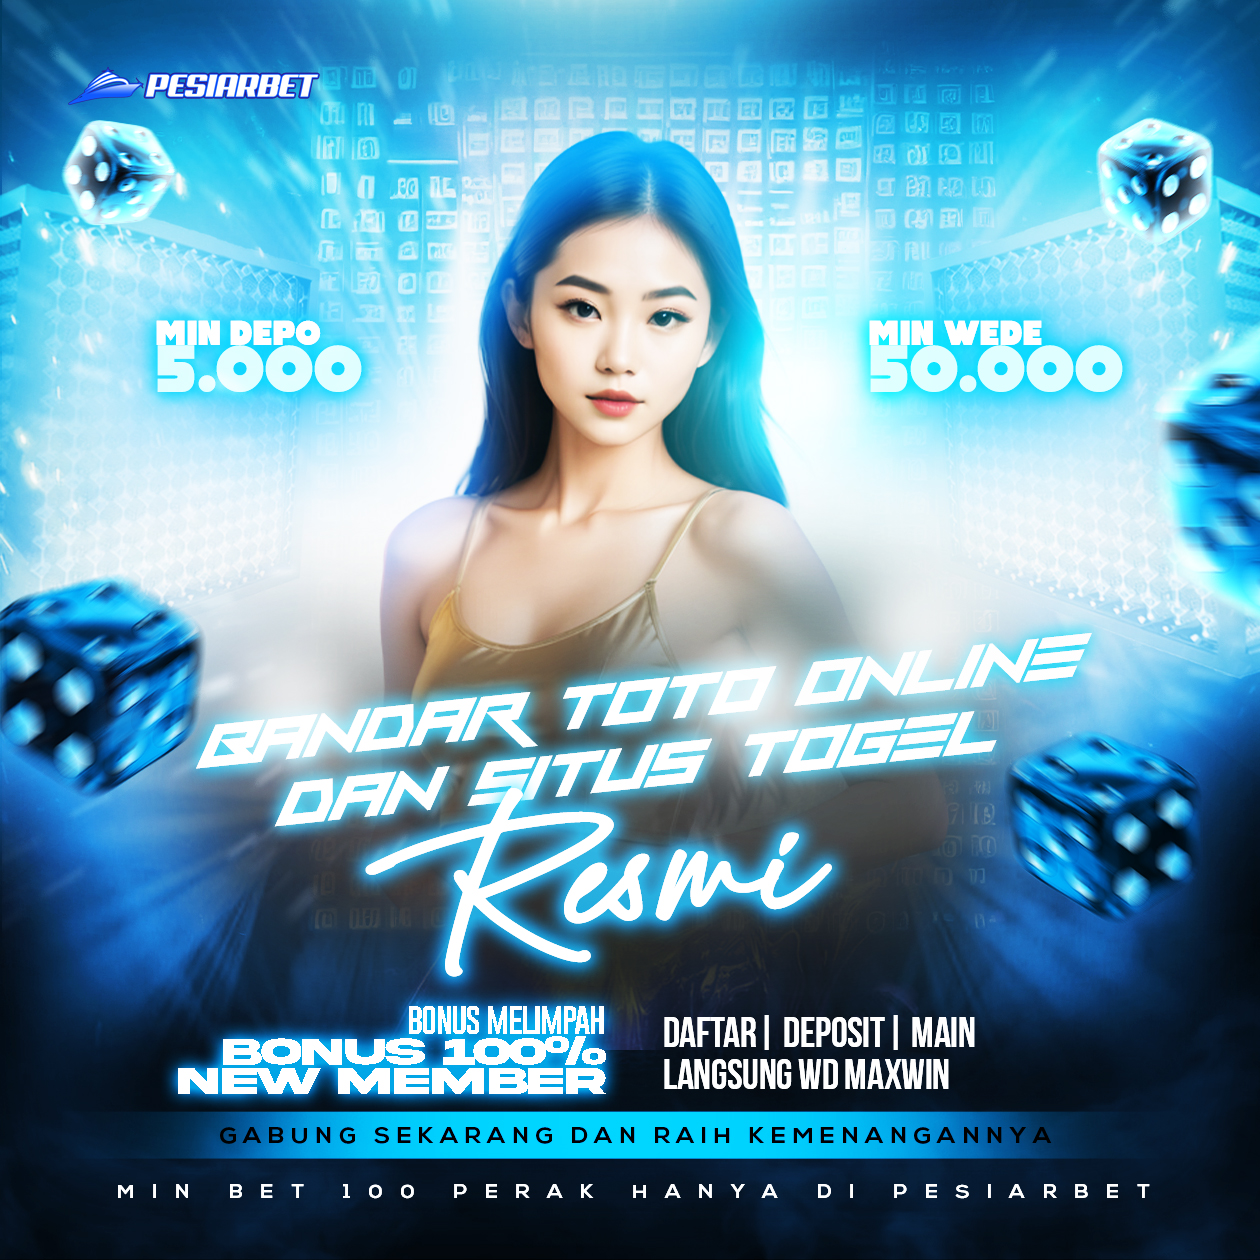 PESIARBET
MIN DEPO
5.000
MIN WEDE
50.000
BANDAR TOTO ONLINE
DAN SITUS TOGEL
Resmi
BONUS MELIMPAH
BONUS 100%
NEW MEMBER
DAFTAR | DEPOSIT | MAIN
LANGSUNG WD MAXWIN
GABUNG SEKARANG DAN RAIH KEMENANGANNYA
MIN BET 100 PERAK HANYA DI PESIARBET